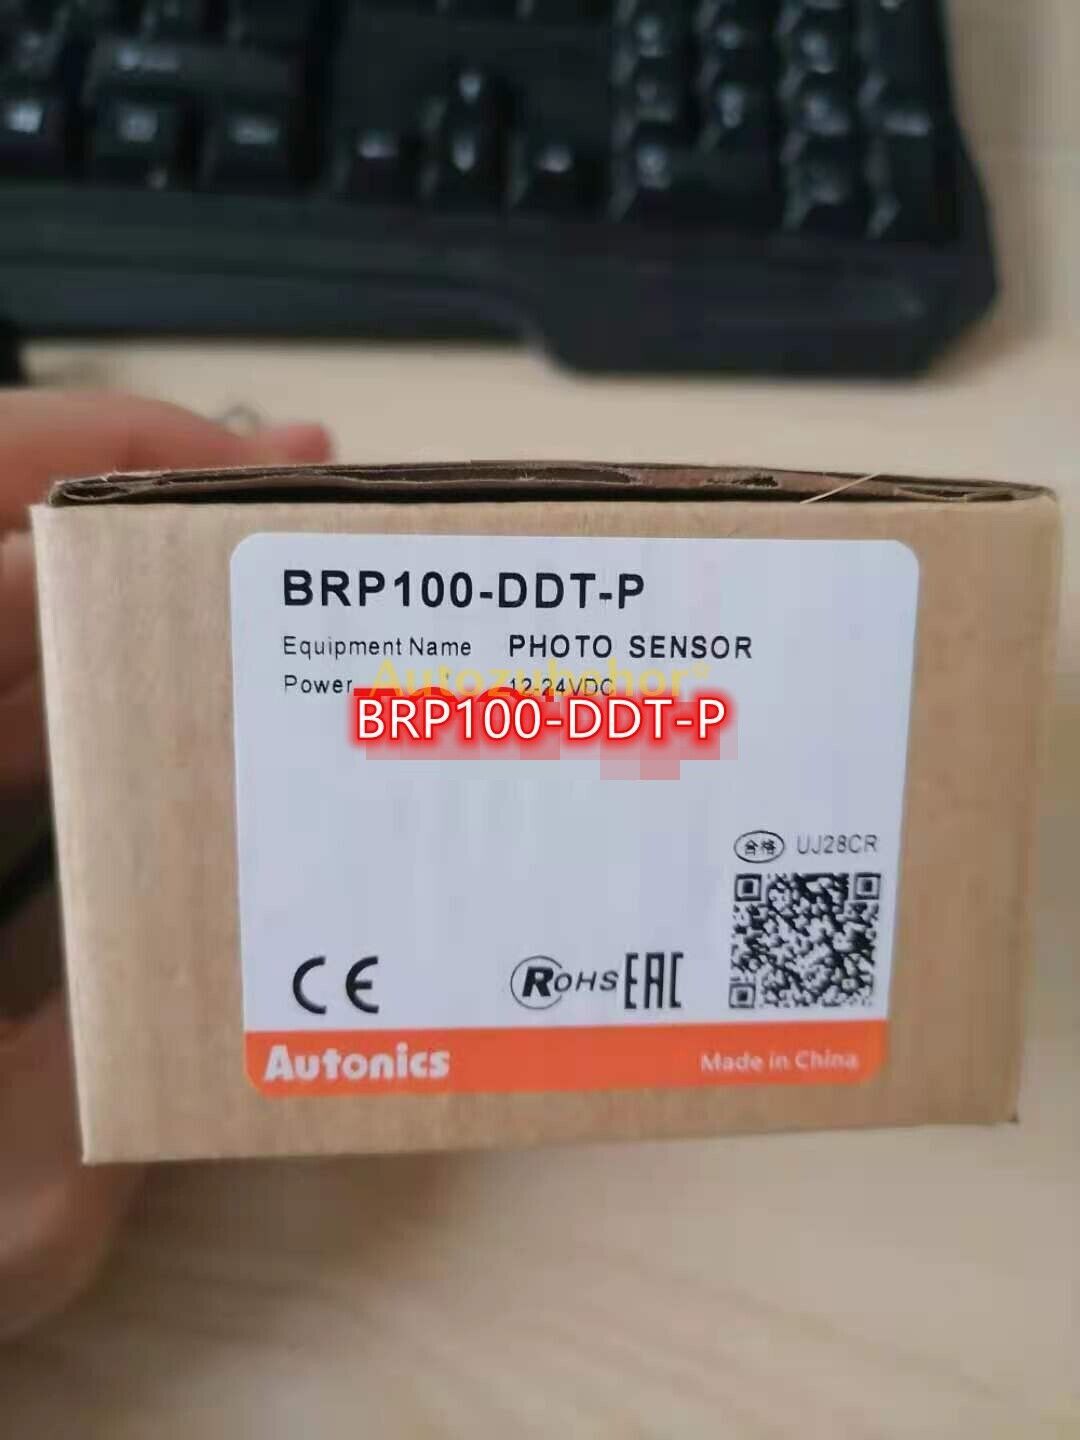 BRP100-DDT-P
Equipment Name PHOTO SENSOR
Power 12-24VDC
Autozubehor®
BRP100-DDT-P
合格 UJ28CR
CE RoHS EAC
Autonics Made in China